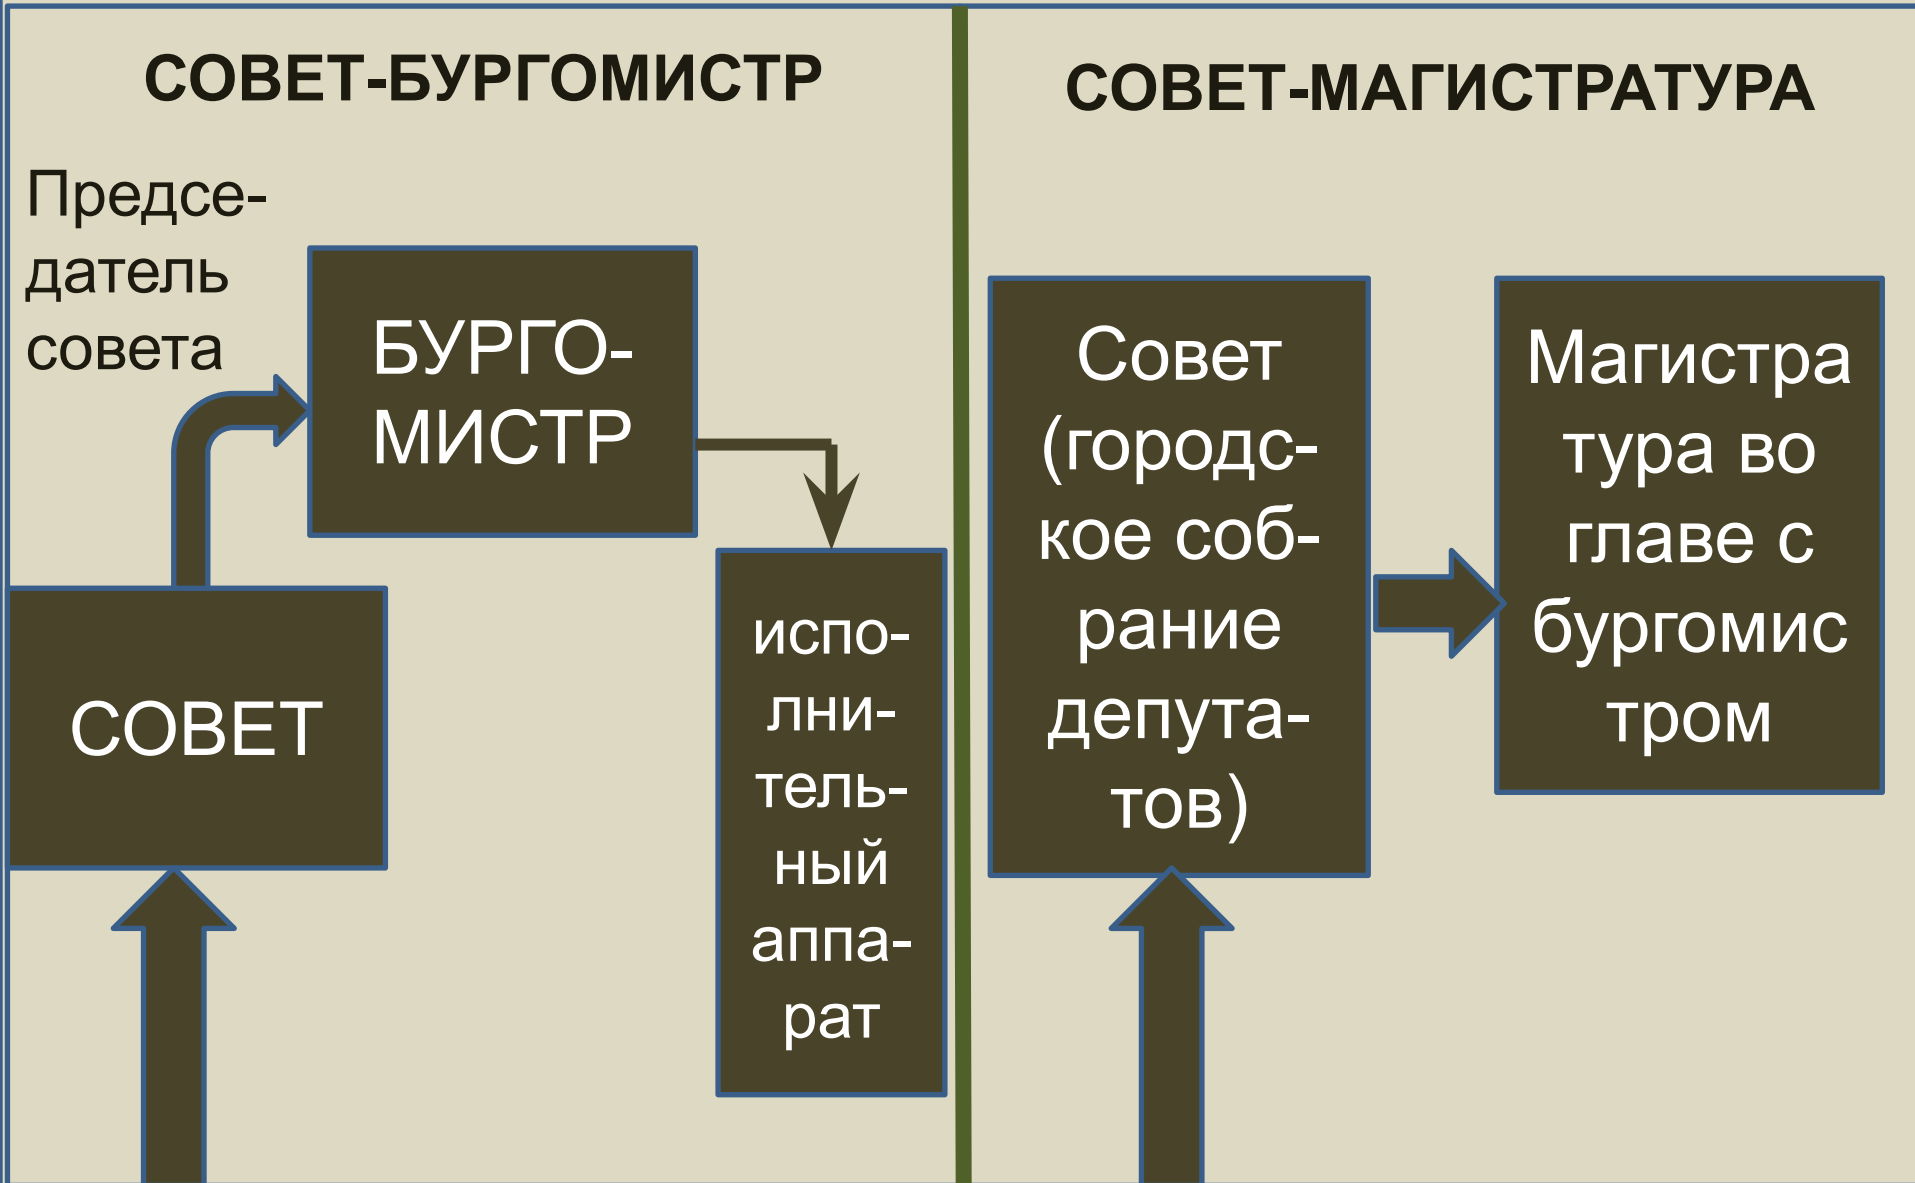 СОВЕТ-БУРГОМИСТР
Предсе-
датель
совета
БУРГО-
МИСТР
СОВЕТ
испо-
лни-
тель-
ный
аппа-
рат
СОВЕТ-МАГИСТРАТУРА
Совет
(городс-
кое соб-
рание
депута-
тов)
Магистра
тура во
главе с
бургомис
тром